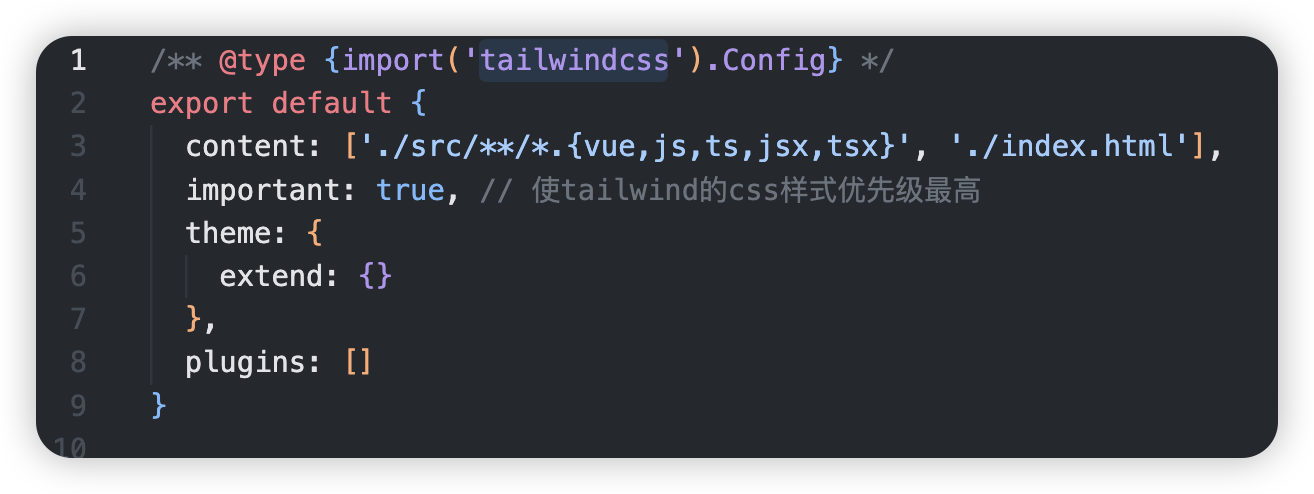 1 /** @type {import('tailwindcss').Config} */
2 export default {
3   content: ['./src/**/*.{vue,js,ts,jsx,tsx}', './index.html'],
4   important: true, // 使tailwind的css样式优先级最高
5   theme: {
6     extend: {}
7   },
8   plugins: []
9 }
10